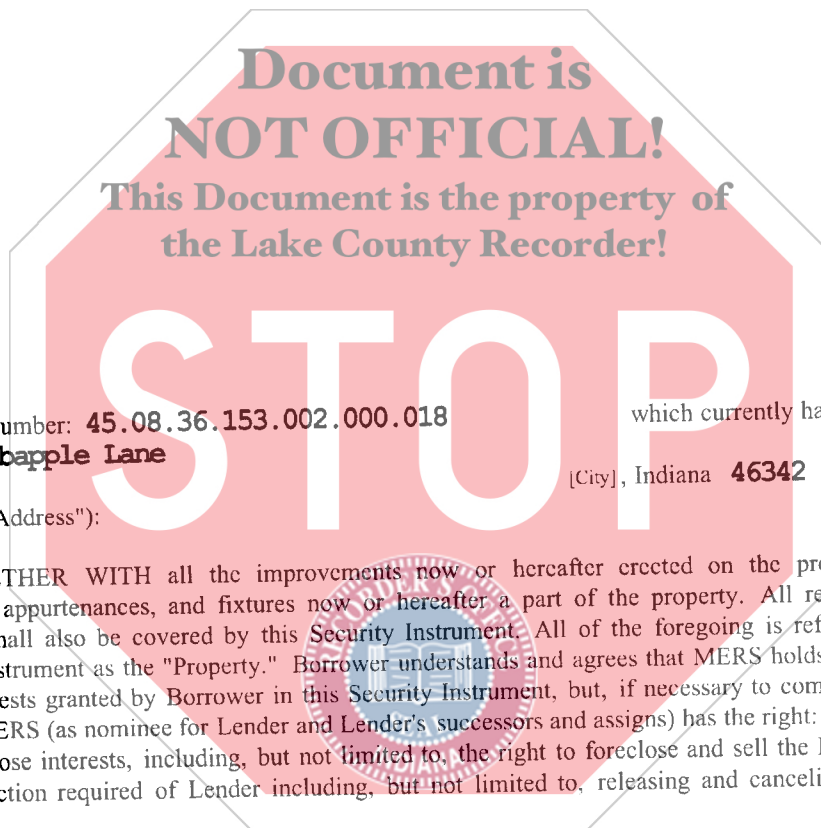 Document is
NOT OFFICIAL!
This Document is the property of
the Lake County Recorder!
STOP
umber: 45.08.36.153.002.000.018 which currently ha
bapple Lane
[City], Indiana 46342
Address"):
THER WITH all the improvements now or hereafter erected on the pro
appurtenances, and fixtures now or hereafter a part of the property. All re
hall also be covered by this Security Instrument. All of the foregoing is ref
strument as the "Property." Borrower understands and agrees that MERS holds
ests granted by Borrower in this Security Instrument, but, if necessary to com
ERS (as nominee for Lender and Lender's successors and assigns) has the right:
ose interests, including, but not limited to, the right to foreclose and sell the
ction required of Lender including, but not limited to, releasing and canceli
RECORDER'S OFFICE
INDIANA